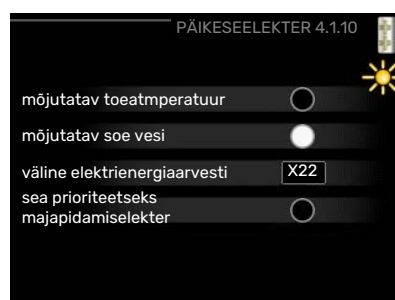 PÄIKESEELEKTER 4.1.10
mõjutatav toeatmperatuur
mõjutatav soe vesi
väline elektrienergiaarvesti X22
sea prioriteetseks
majapidamiselekter